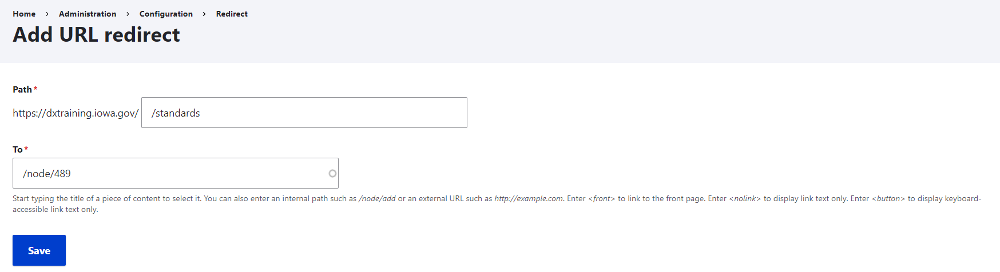 Home > Administration > Configuration > Redirect
Add URL redirect
Path*
https://dxtraining.iowa.gov/ /standards
To*
/node/489
Start typing the title of a piece of content to select it. You can also enter an internal path such as /node/add or an external URL such as http://example.com. Enter <front> to link to the front page. Enter <nolink> to display link text only. Enter <button> to display keyboard-
accessible link text only.
Save